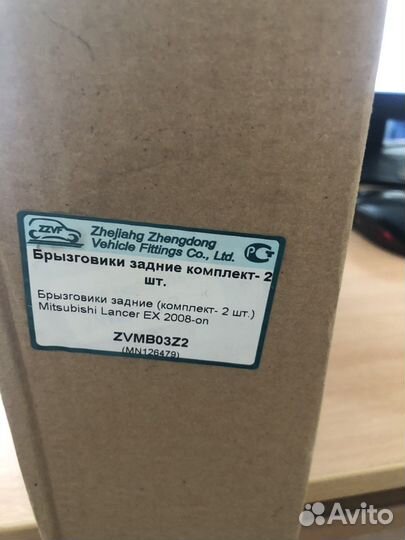 ZZVF
Zhejiahg Zhengdong
Vehicle Fittings Co., Ltd.
Брызговики задние комплект- 2
шт.
Брызговики задние (комплект- 2 шт.)
Mitsubishi Lancer EX 2008-on
ZVMB03Z2
(MN126479)
Avito